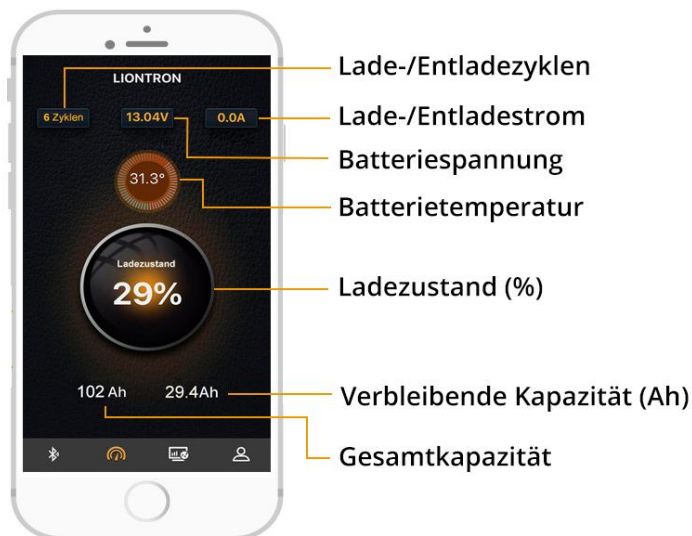 LIONTRON
6 Zyklen
13.04V
0.0A
31.3°
Ladezustand
29%
102 Ah
29.4Ah
Lade-/Entladezyklen
Lade-/Entladestrom
Batteriespannung
Batterietemperatur
Ladezustand (%)
Verbleibende Kapazität (Ah)
Gesamtkapazität